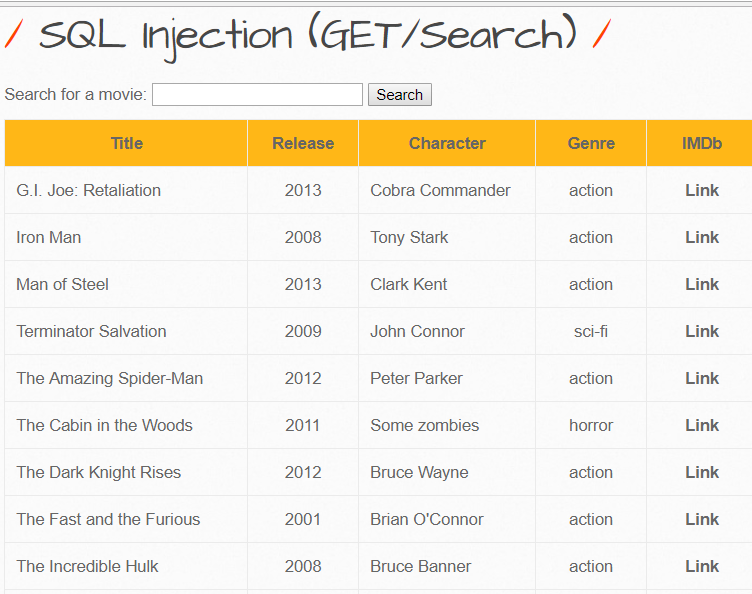 / SQL Injection (GET/Search) /
Search for a movie: Search
Title Release Character Genre IMDb
G.I. Joe: Retaliation 2013 Cobra Commander action Link
Iron Man 2008 Tony Stark action Link
Man of Steel 2013 Clark Kent action Link
Terminator Salvation 2009 John Connor sci-fi Link
The Amazing Spider-Man 2012 Peter Parker action Link
The Cabin in the Woods 2011 Some zombies horror Link
The Dark Knight Rises 2012 Bruce Wayne action Link
The Fast and the Furious 2001 Brian O'Connor action Link
The Incredible Hulk 2008 Bruce Banner action Link